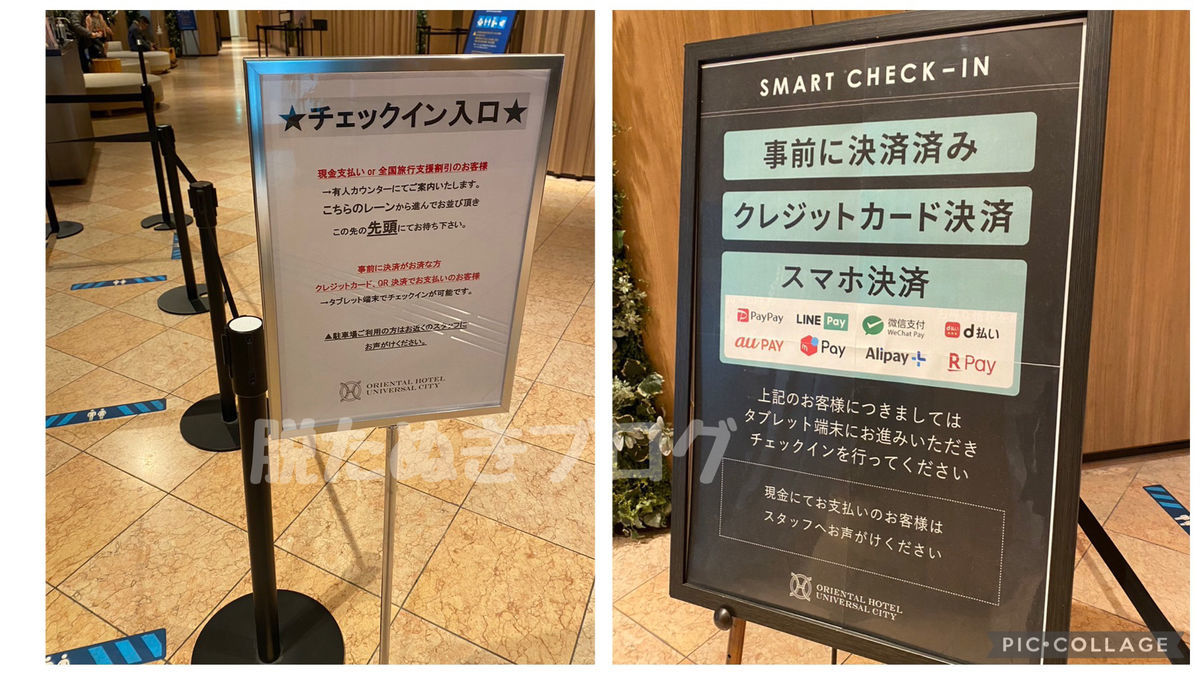 ★チェックイン入口★
現金支払い or 全国旅行支援割引のお客様
→有人カウンターにてご案内いたします。
こちらのレーンから進んでお並び頂き
この先の先頭にてお待ち下さい。
事前に決済がお済な方
クレジットカード、QR決済でお支払いのお客様
→タブレット端末でチェックインが可能です。
▲駐車場ご利用の方はお近くのスタッフに
お声がけください。
ORIENTAL HOTEL
UNIVERSAL CITY
SMART CHECK-IN
事前に決済済み
クレジットカード決済
スマホ決済
PayPay LINE Pay 微信支付 WeChat Pay d払い
au PAY Pay Alipay+ R Pay
上記のお客様につきましては
タブレット端末にお進みいただき
チェックインを行ってください
現金にてお支払いのお客様は
スタッフへお声がけください
ORIENTAL HOTEL
UNIVERSAL CITY
脱たぬきブログ
PIC•COLLAGE